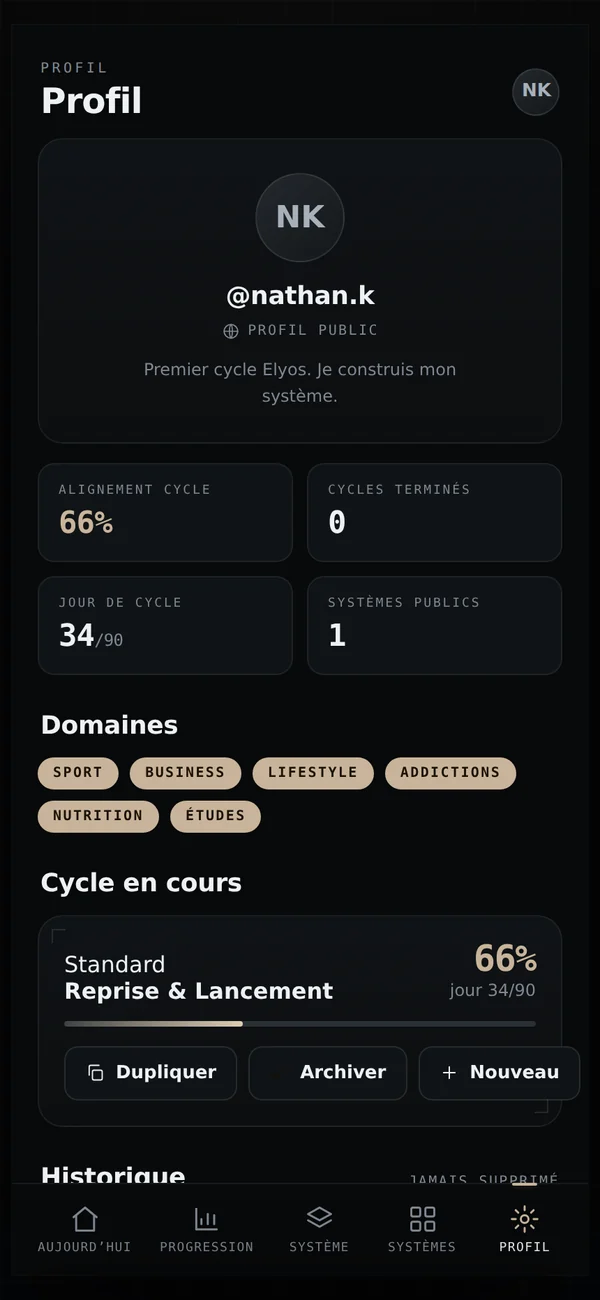 PROFIL
Profil
NK
NK
@nathan.k
PROFIL PUBLIC
Premier cycle Elyos. Je construis mon
système.
ALIGNEMENT CYCLE
66%
CYCLES TERMINÉS
0
JOUR DE CYCLE
34/90
SYSTÈMES PUBLICS
1
Domaines
SPORT
BUSINESS
LIFESTYLE
ADDICTIONS
NUTRITION
ÉTUDES
Cycle en cours
Standard
Reprise & Lancement
66%
jour 34/90
Dupliquer
Archiver
Nouveau
Historique
JAMAIS SUPPRIMÉ
AUJOURD’HUI
PROGRESSION
SYSTÈME
SYSTÈMES
PROFIL